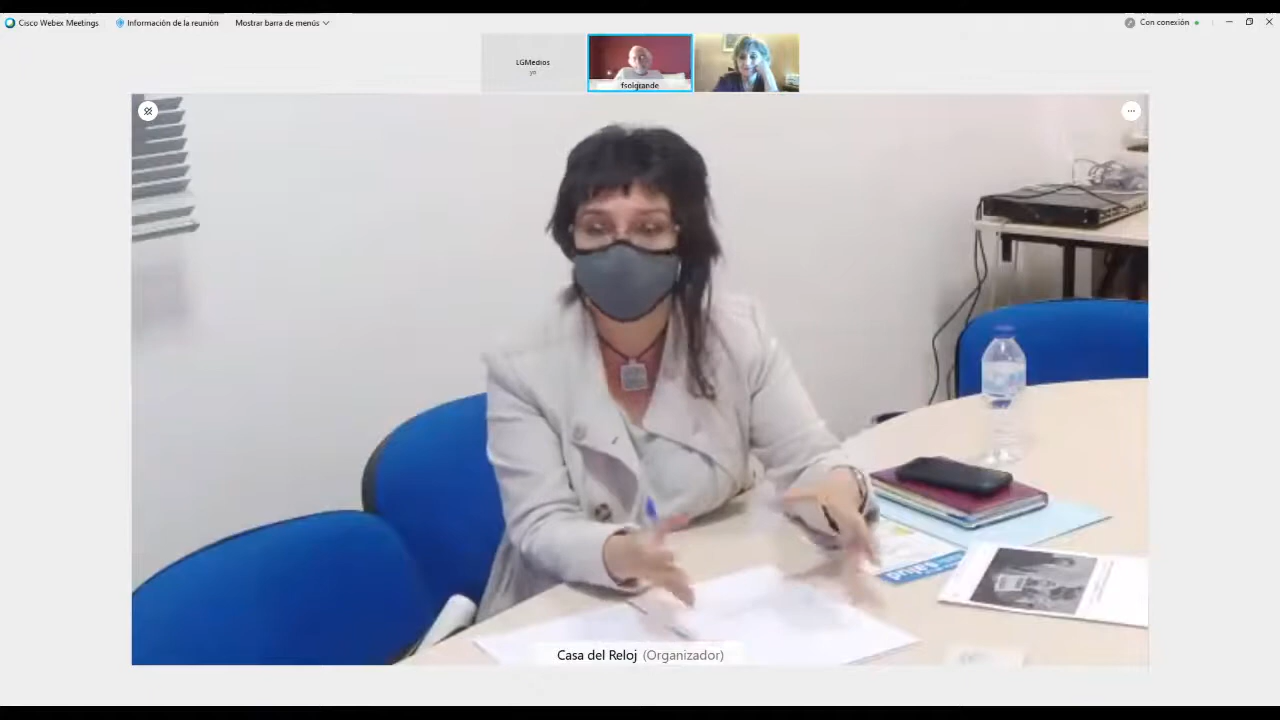 Cisco Webex Meetings
Información de la reunión
Mostrar barra de menús
Con conexión
LGMedios
yo
fsolgrande
salud
Casa del Reloj (Organizador)